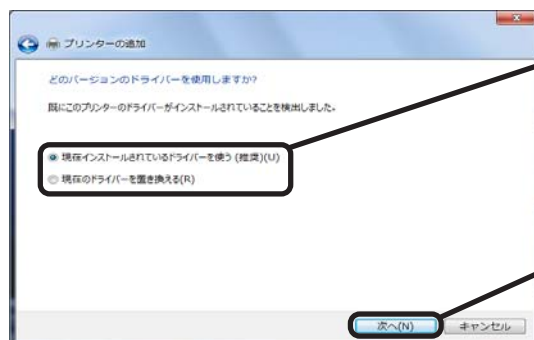 プリンターの追加
どのバージョンのドライバーを使用しますか?
既にこのプリンターのドライバーがインストールされていることを検出しました。
現在インストールされているドライバーを使う (推奨)(U)
現在のドライバーを置き換える(R)
次へ(N)
キャンセル